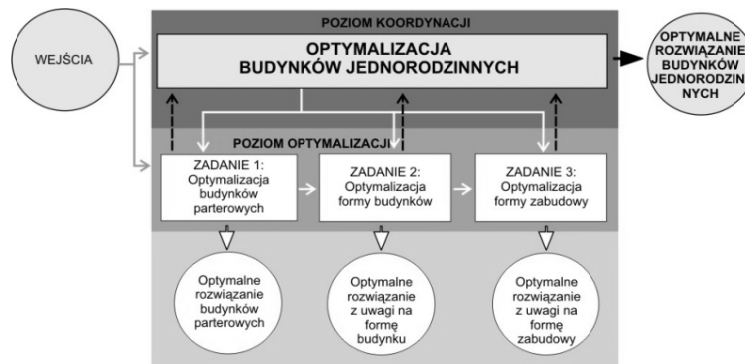 POZIOM KOORDYNACJI
WEJŚCIA
OPTYMALIZACJA
BUDYNKÓW JEDNORODZINNYCH
OPTYMALNE
ROZWIĄZANIE
BUDYNKÓW
JEDNORODZIN
NYCH
POZIOM OPTYMALIZACJI
ZADANIE 1:
Optymalizacja
budynków
parterowych
ZADANIE 2:
Optymalizacja
formy budynków
ZADANIE 3:
Optymalizacja
formy zabudowy
Optymalne
rozwiązanie
budynków
parterowych
Optymalne
rozwiązanie
z uwagi na
formę
budynku
Optymalne
rozwiązanie
z uwagi na
formę
zabudowy